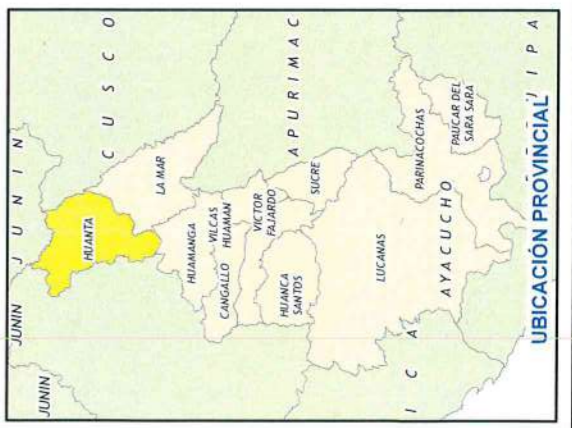 JUNIN
JUNIN
JUNIN
CUSCO
HUANTA
LA MAR
APURIMAC
HUAMANGA
VILCAS
HUAMAN
CANGALLO
VICTOR
FAJARDO
SUCRE
HUANCA
SANTOS
LUCANAS
PARINACOCHAS
PAUCAR DEL
SARA SARA
AYACUCHO
ICA
IPA
UBICACIÓN PROVINCIAL